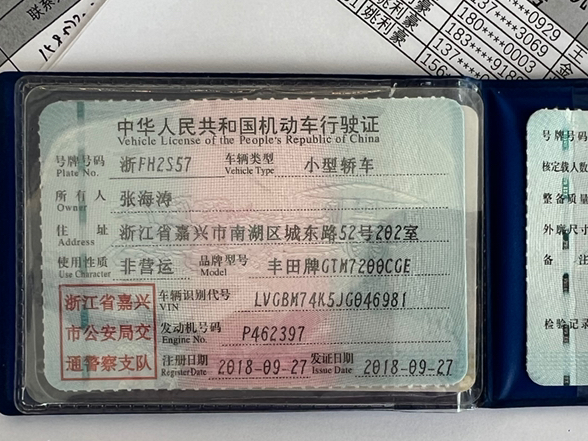 姚利豪
姚利豪
137****3069
180****0003
183****918
中华人民共和国机动车行驶证
Vehicle License of the People's Republic of China
号牌号码 浙FH2S57 车辆类型 小型轿车
Plate No. Vehicle Type
所有人 张海涛
Owner
住址 浙江省嘉兴市南湖区城东路52号202室
Address
使用性质 非营运 品牌型号 丰田牌GTM7200CGE
Use Character Model
浙江省嘉兴
市公安局交
通警察支队
车辆识别代号 LVGBM74K5JG046981
VIN
发动机号码 P462397
Engine No.
注册日期 2018-09-27 发证日期 2018-09-27
Register Date Issue Date
号牌号
核定载人数
整备质量
外廓尺寸
备注
检验记录